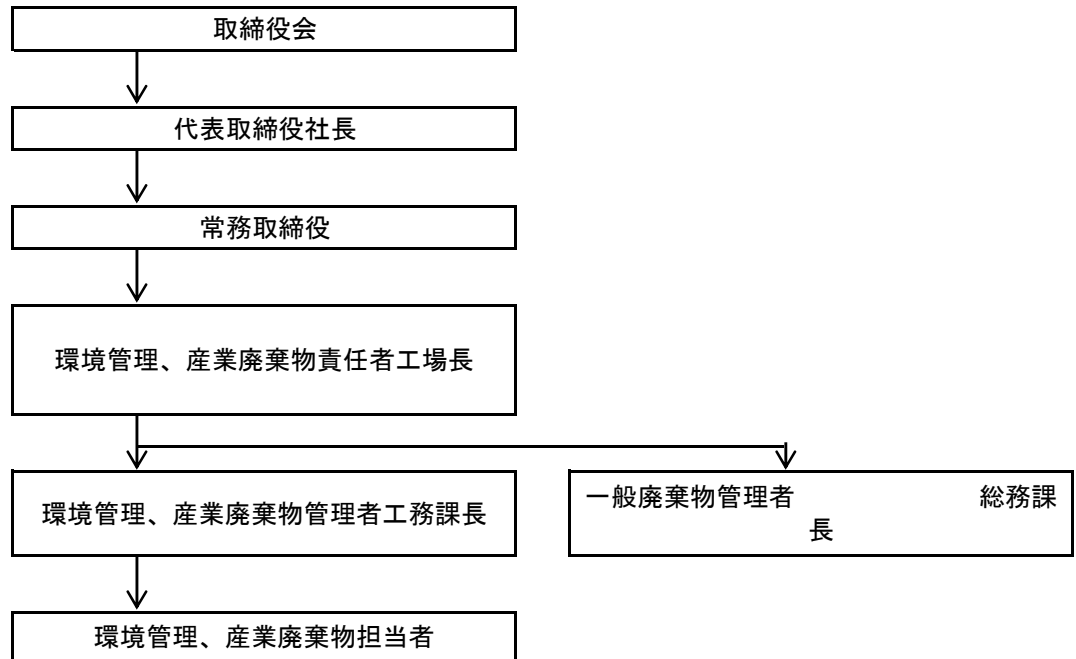 取締役会
代表取締役社長
常務取締役
環境管理、産業廃棄物責任者工場長
環境管理、産業廃棄物管理者工務課長
一般廃棄物管理者　　　　　　　総務課
長
環境管理、産業廃棄物担当者